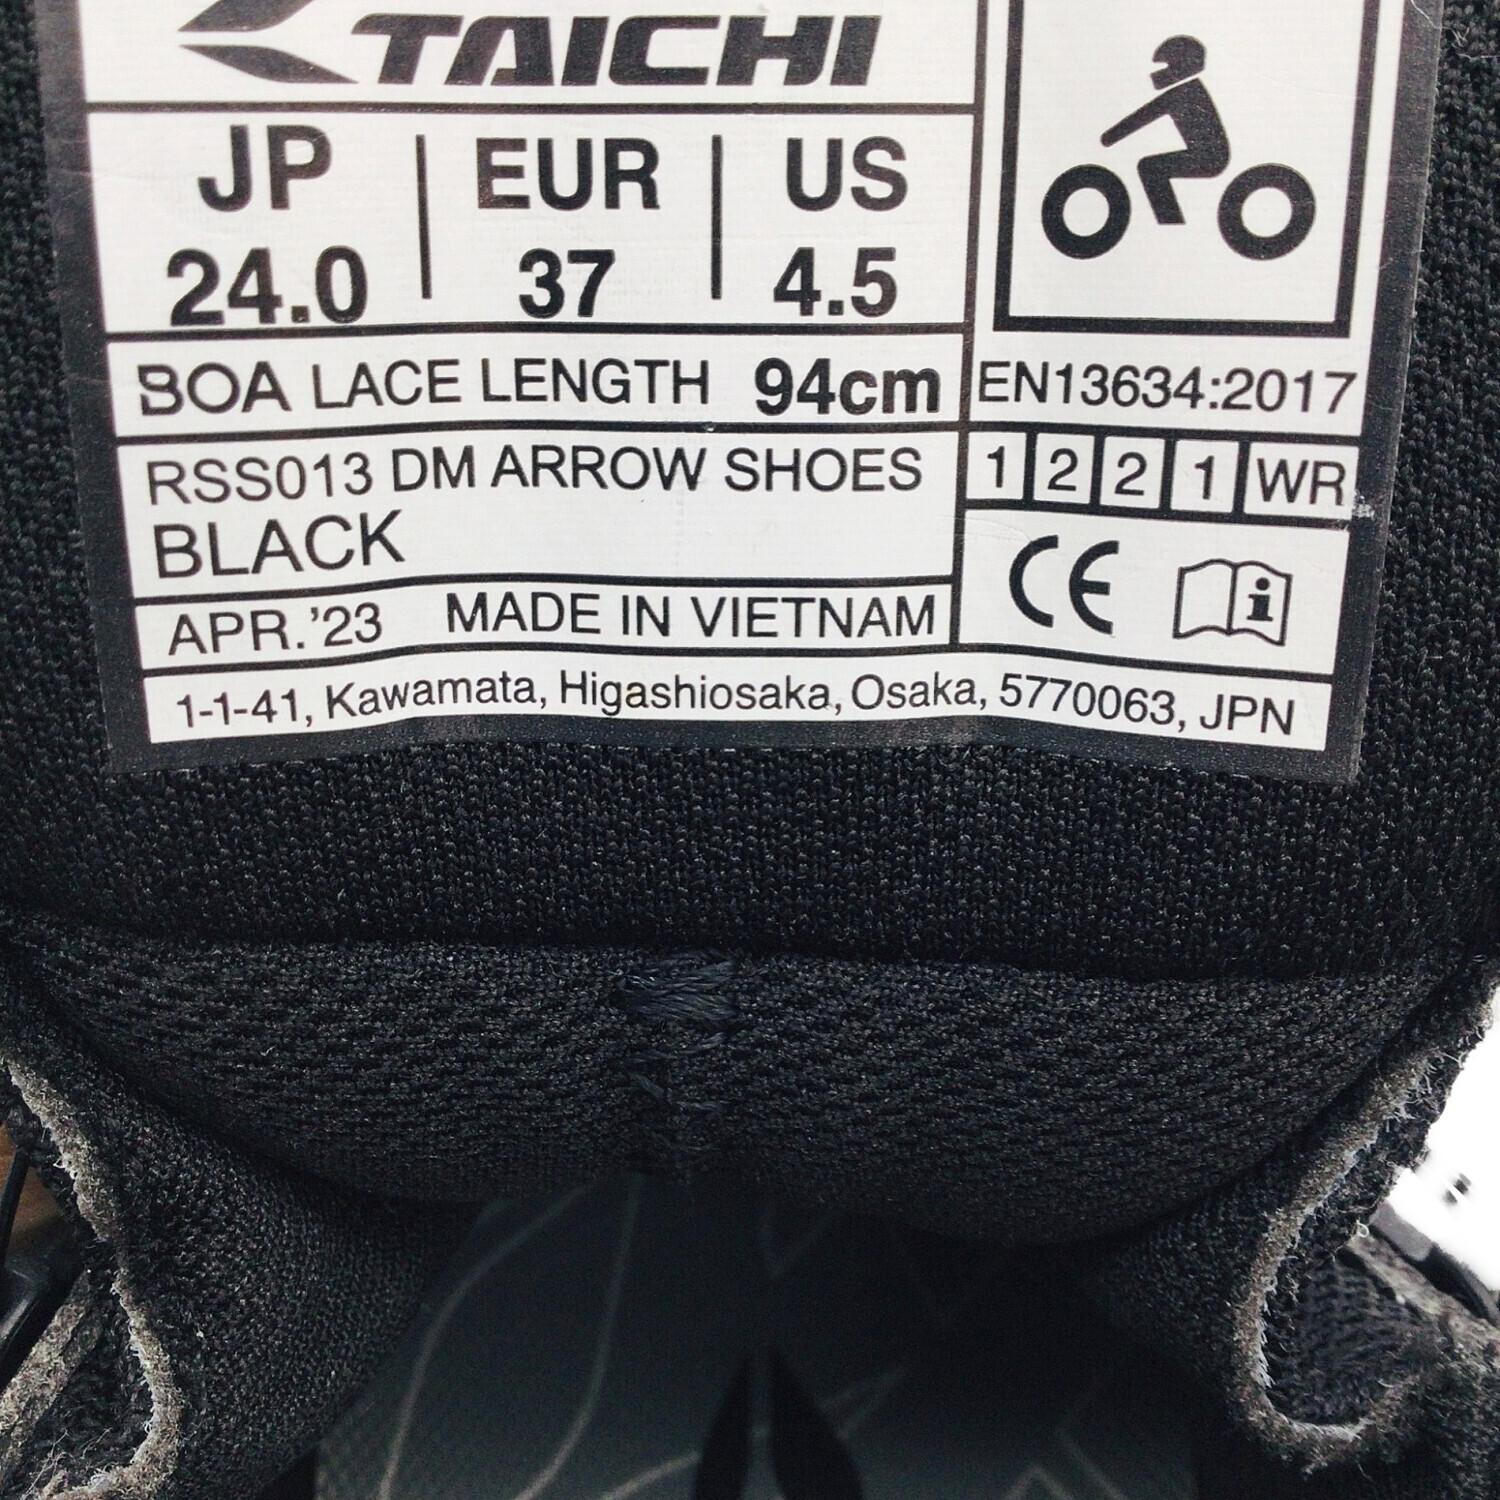 TAICHI
JP | EUR | US
24.0 | 37 | 4.5
BOA LACE LENGTH 94cm
RSS013 DM ARROW SHOES
BLACK
APR.'23 MADE IN VIETNAM
EN13634:2017
1 2 2 1 WR
CE i
1-1-41, Kawamata, Higashiosaka, Osaka, 5770063, JPN